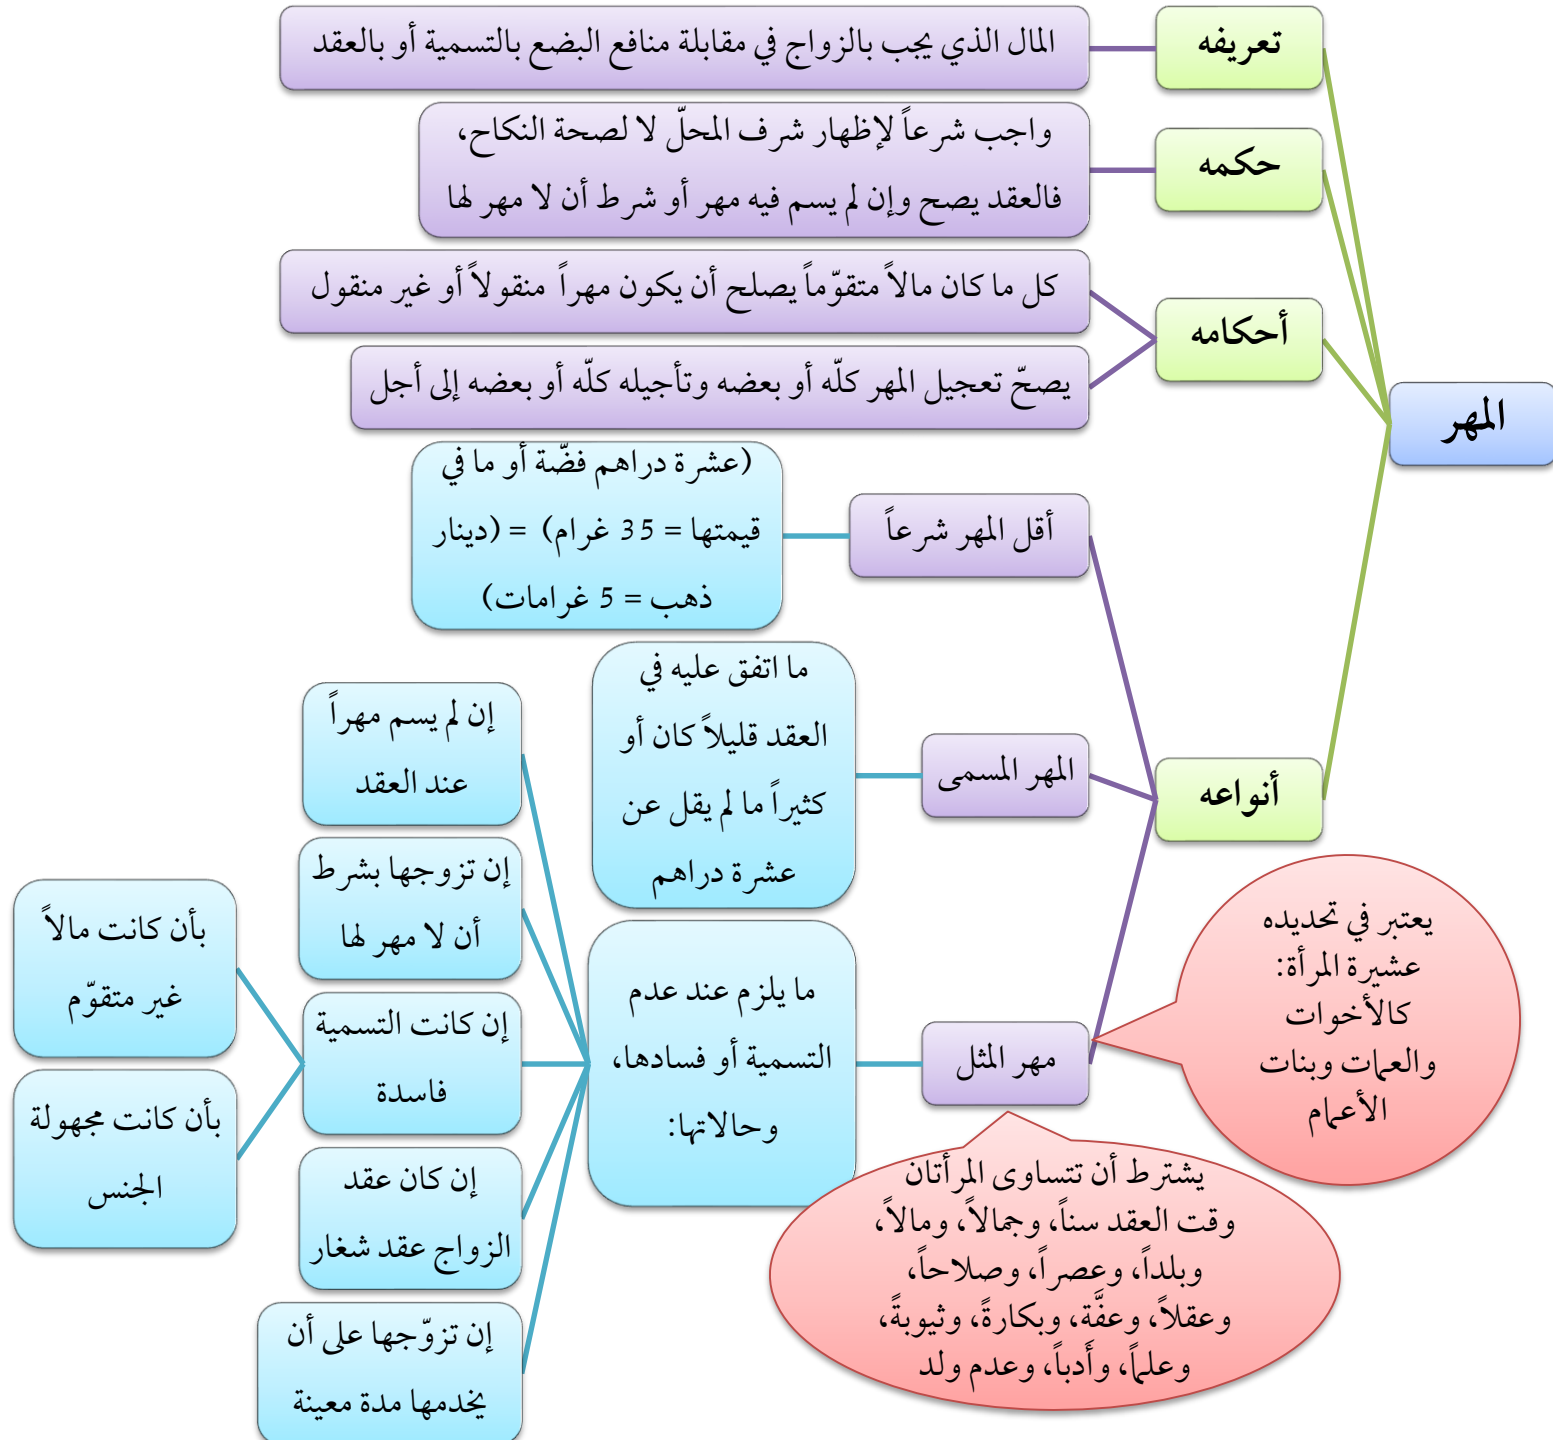 المهر
تعريفه
المال الذي يجب بالزواج في مقابلة منافع البضع بالتسمية أو بالعقد
حكمه
واجب شرعاً لإظهار شرف المحلّ لا لصحة النكاح،
فالعقد يصح وإن لم يسم فيه مهر أو شرط أن لا مهر لها
أحكامه
كل ما كان مالاً متقوّماً يصلح أن يكون مهراً منقولاً أو غير منقول
يصحّ تعجيل المهر كلّه أو بعضه وتأجيله كلّه أو بعضه إلى أجل
أنواعه
أقل المهر شرعاً
(عشرة دراهم فضّة أو ما في
قيمتها = 35 غرام) = (دينار
ذهب = 5 غرامات)
المهر المسمى
ما اتفق عليه في
العقد قليلاً كان أو
كثيراً ما لم يقل عن
عشرة دراهم
مهر المثل
يعتبر في تحديده
عشيرة المرأة:
كالأخوات
والعمات وبنات
الأعمام
يشترط أن تتساوى المرأتان
وقت العقد سناً، وجمالاً، ومالاً،
وبلداً، وعصراً، وصلاحاً،
وعقلاً، وعفَّة، وبكارةً، وثيوبةً،
وعلماً، وأَدباً، وعدم ولد
ما يلزم عند عدم
التسمية أو فسادها،
وحالاتها:
إن لم يسم مهراً
عند العقد
إن تزوجها بشرط
أن لا مهر لها
إن كانت التسمية
فاسدة
بأن كانت مالاً
غير متقوّم
بأن كانت مجهولة
الجنس
إن كان عقد
الزواج عقد شغار
إن تزوّجها على أن
يخدمها مدة معينة